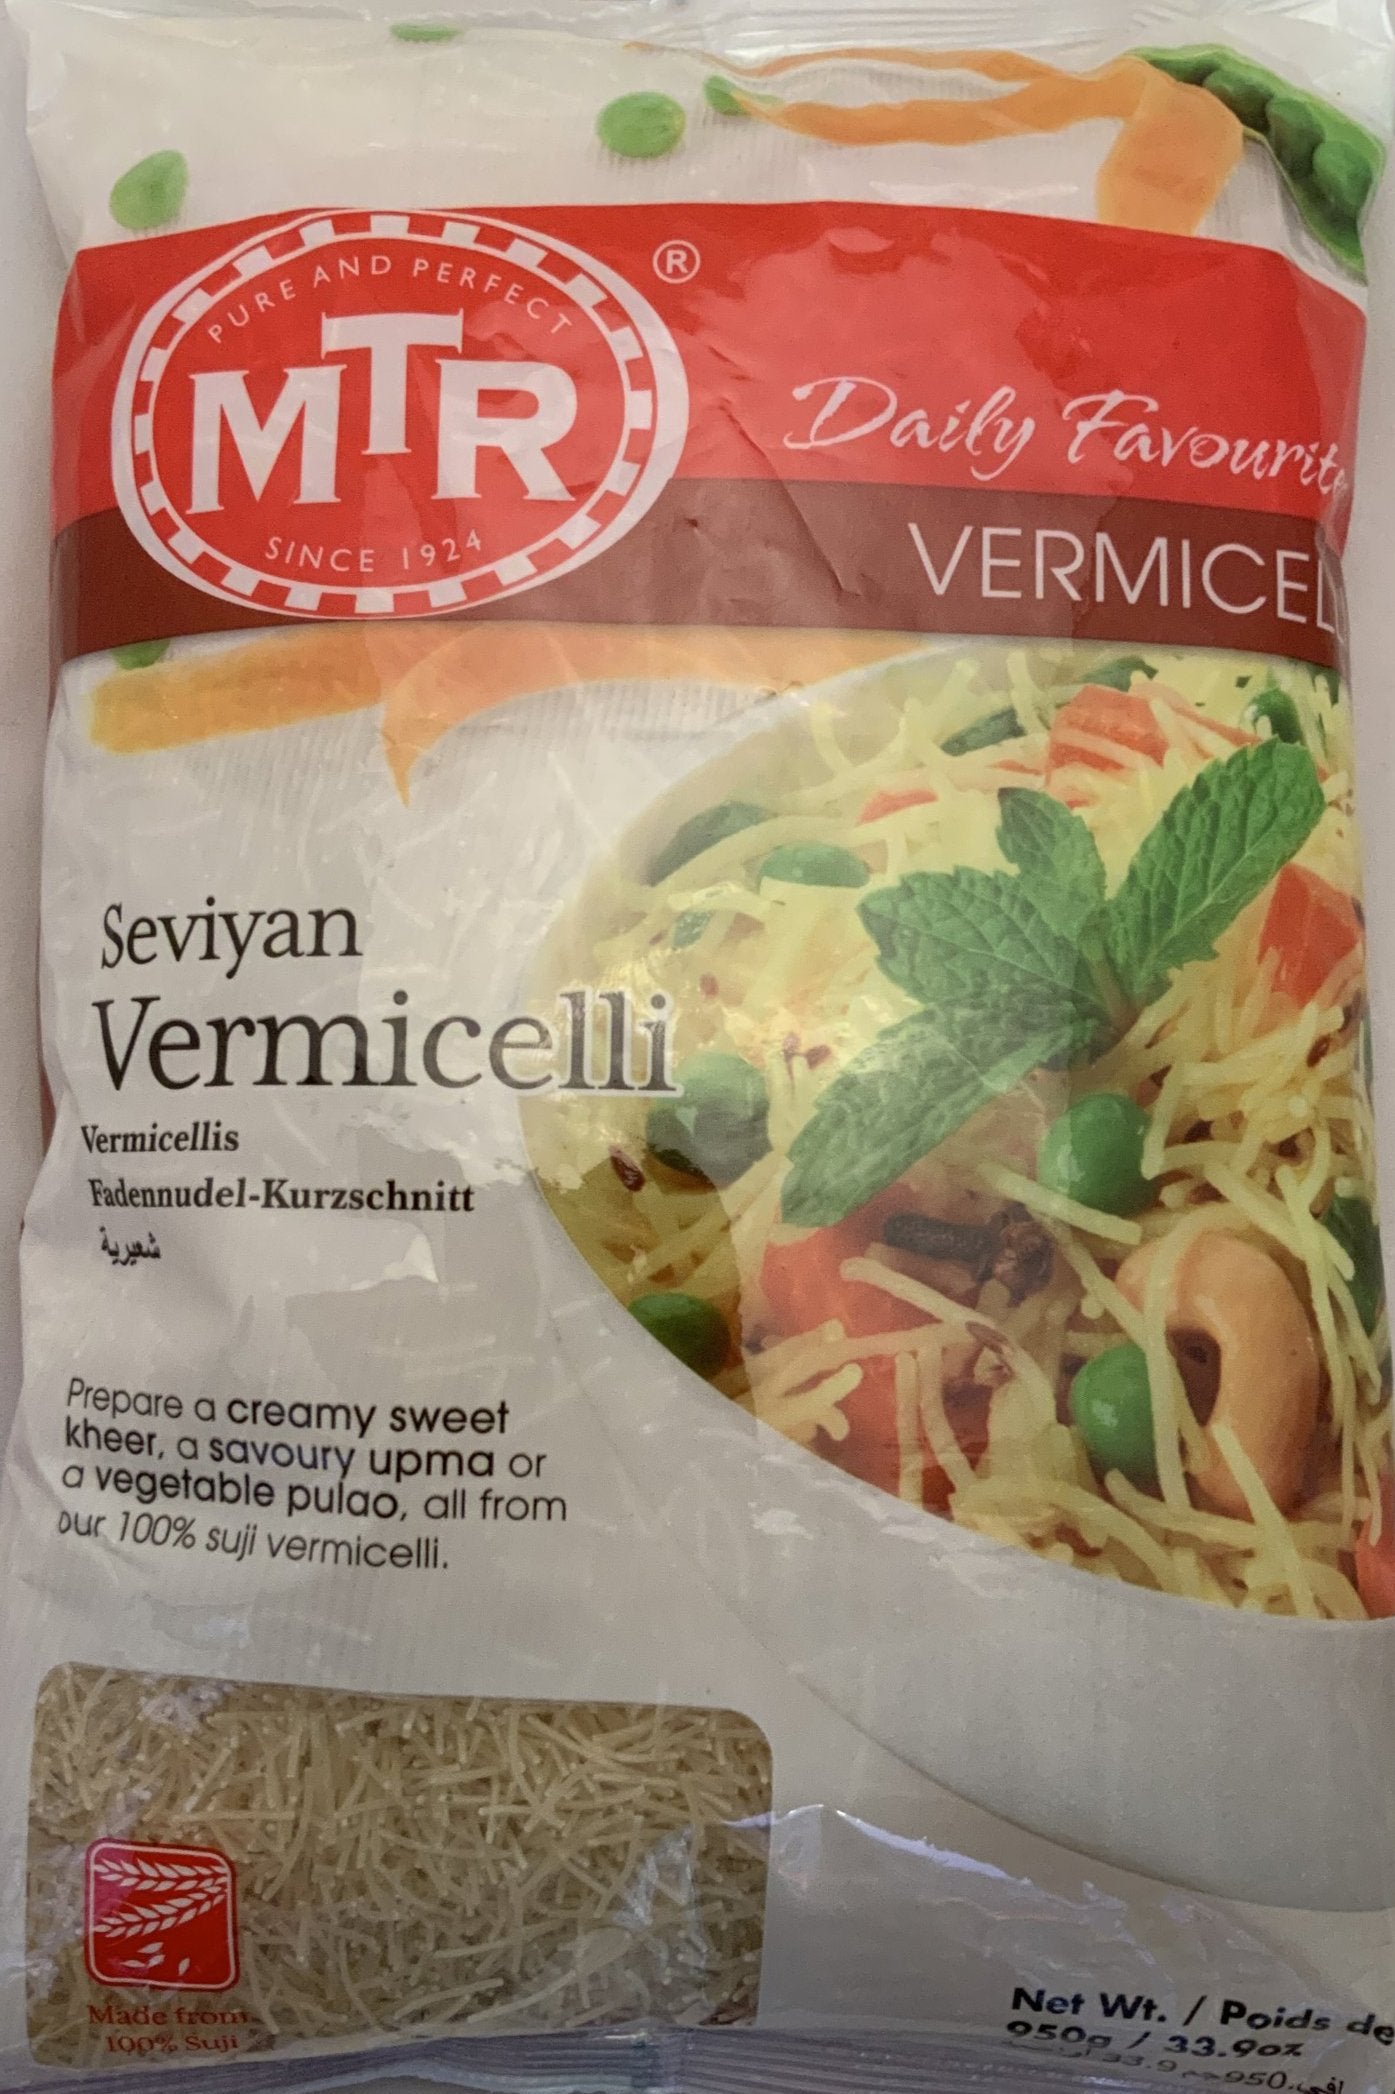 PURE AND PERFECT
MTR
SINCE 1924
®
Daily Favourite
VERMICEL
Seviyan
Vermicelli
Vermicellis
Fadennudel-Kurzschnitt
شعيرية
Prepare a creamy sweet
kheer, a savoury upma or
a vegetable pulao, all from
our 100% suji vermicelli.
Made from
100% Suji
Net Wt. / Poids de
950g / 33.9oz